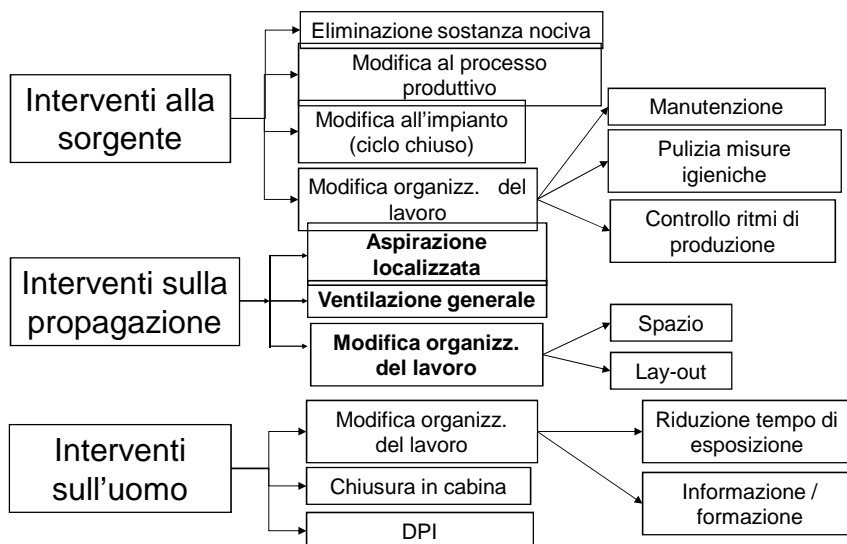 Eliminazione sostanza nociva
Modifica al processo
produttivo
Interventi alla
sorgente
Modifica all'impianto
(ciclo chiuso)
Modifica organizz. del
lavoro
Manutenzione
Pulizia misure
igieniche
Controllo ritmi di
produzione
Interventi sulla
propagazione
Aspirazione
localizzata
Ventilazione generale
Modifica organizz.
del lavoro
Spazio
Lay-out
Interventi
sull'uomo
Modifica organizz.
del lavoro
Chiusura in cabina
DPI
Riduzione tempo di
esposizione
Informazione /
formazione